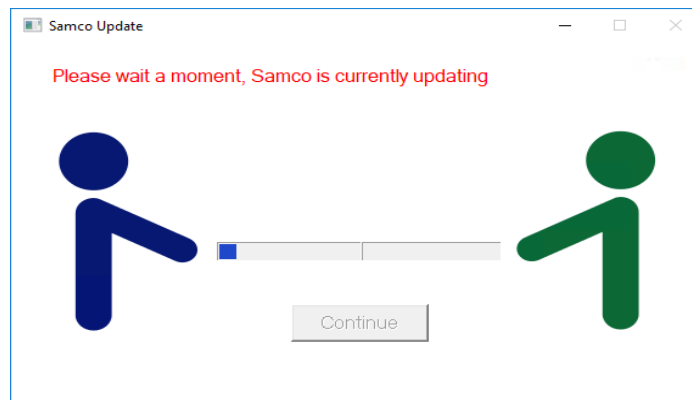 Samco Update
Please wait a moment, Samco is currently updating
Continue